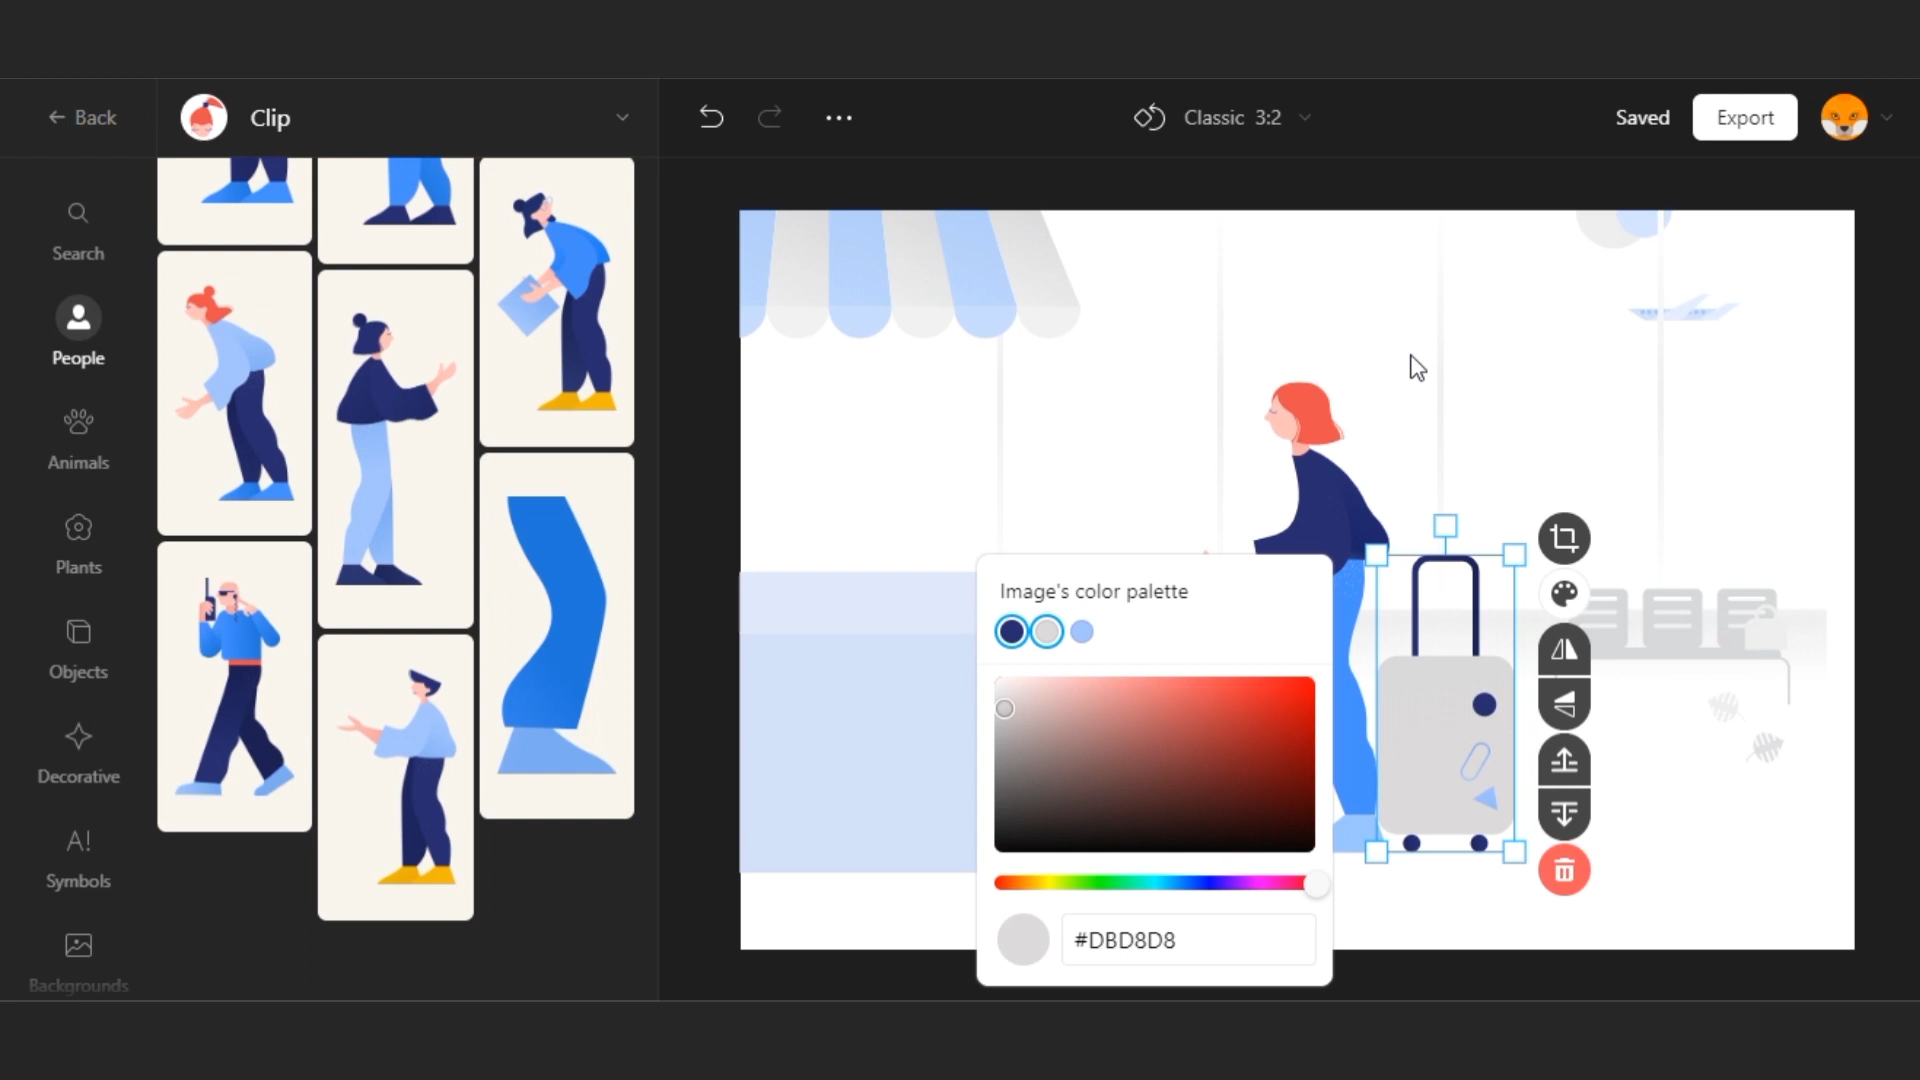 Back
Clip
Classic 3:2
Saved
Export
Search
People
Animals
Plants
Objects
Decorative
A!
Symbols
Backgrounds
Image's color palette
#DBD8D8